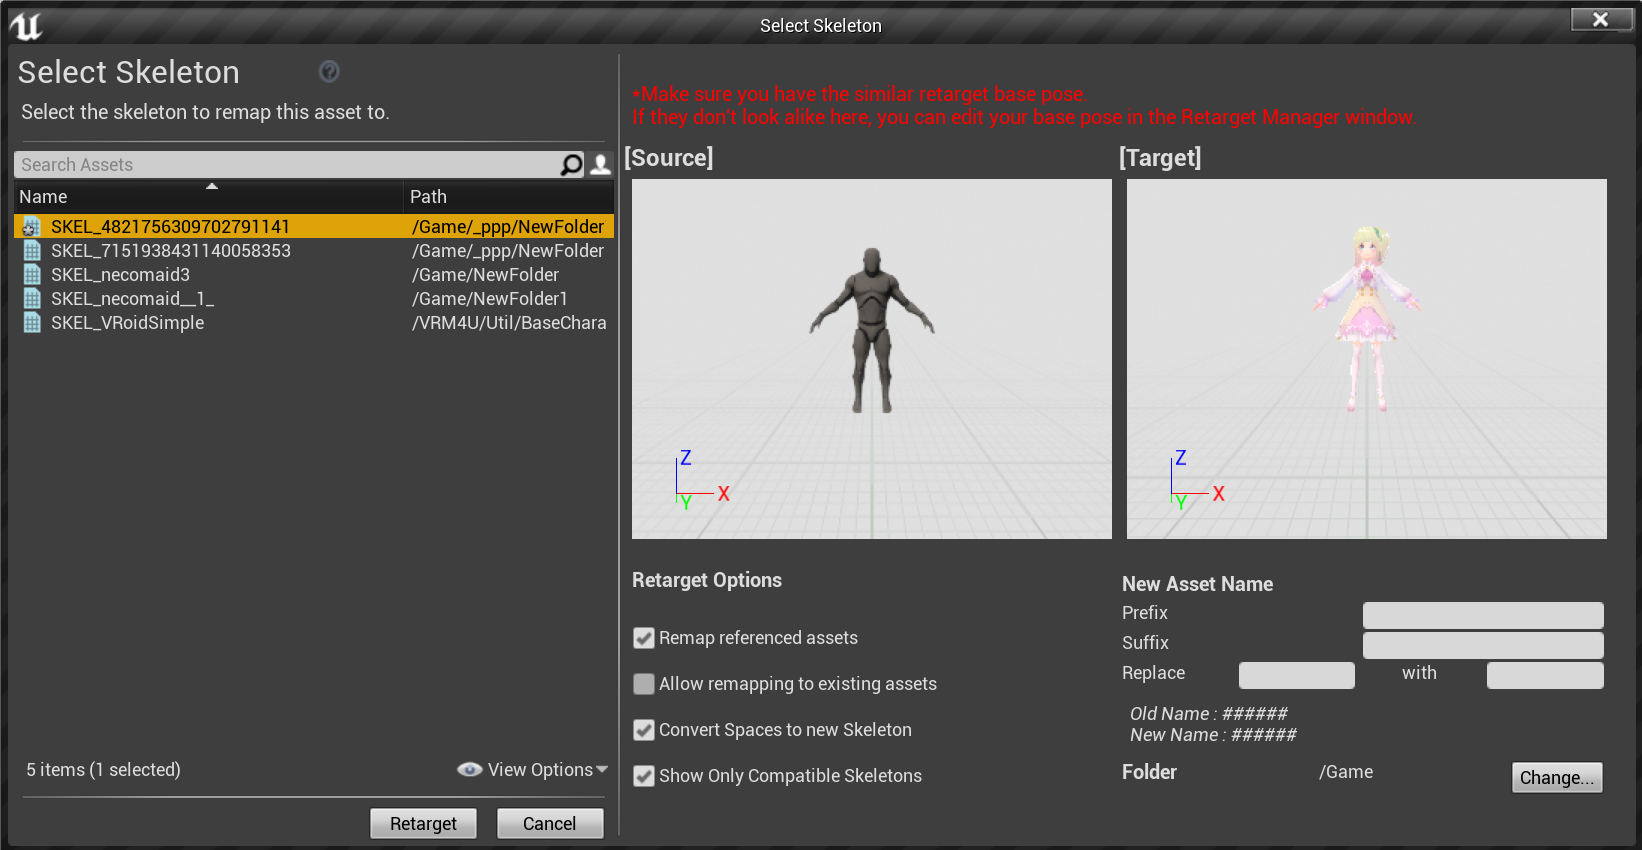 Select Skeleton
Select Skeleton
Select the skeleton to remap this asset to.
Search Assets
Name Path
SKEL_4821756309702791141 /Game/_ppp/NewFolder
SKEL_7151938431140058353 /Game/_ppp/NewFolder
SKEL_necomaid3 /Game/NewFolder
SKEL_necomaid__1_ /Game/NewFolder1
SKEL_VRoidSimple /VRM4U/Util/BaseChara
5 items (1 selected) View Options
Retarget Cancel
*Make sure you have the similar retarget base pose.
If they don't look alike here, you can edit your base pose in the Retarget Manager window.
[Source] [Target]
Z
X
Y
Z
X
Y
Retarget Options
Remap referenced assets
Allow remapping to existing assets
Convert Spaces to new Skeleton
Show Only Compatible Skeletons
New Asset Name
Prefix
Suffix
Replace with
Old Name : ######
New Name : ######
Folder /Game Change...